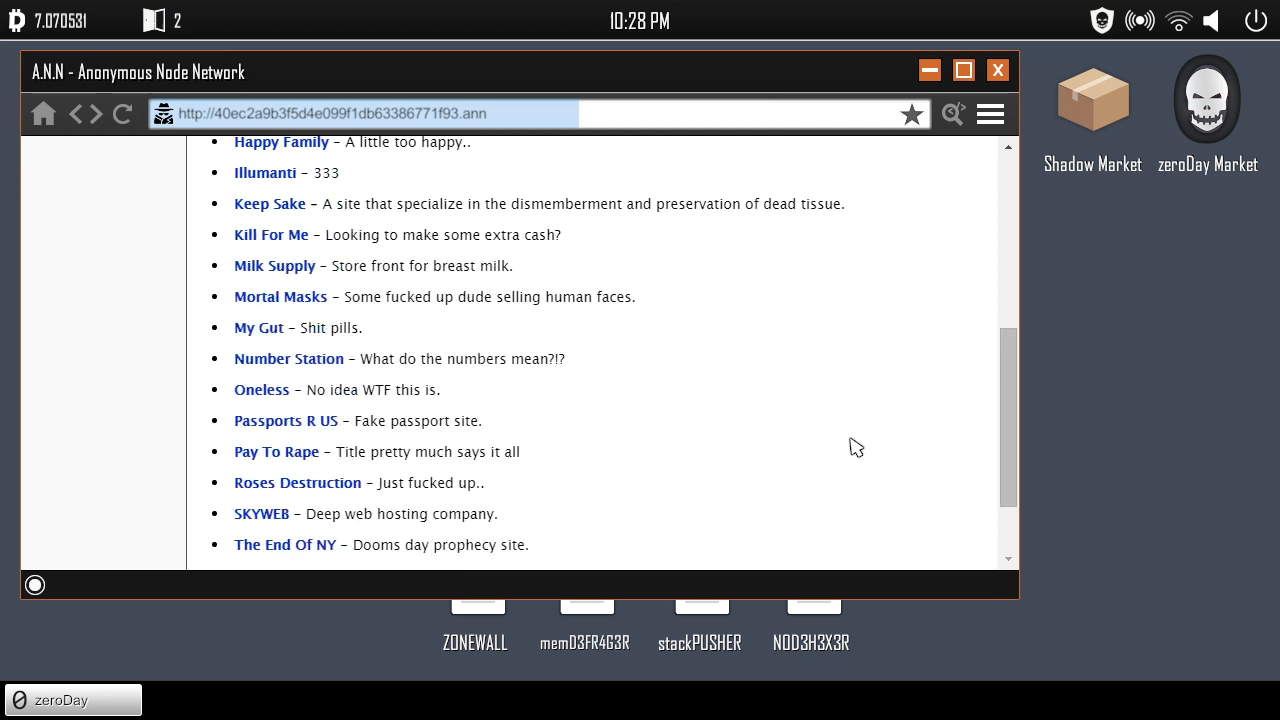 7.070531
2
10:28 PM
A.N.N - Anonymous Node Network
http://40ec2a9b3f5d4e099f1db63386771f93.ann
Happy Family - A little too happy..
Illumanti - 333
Keep Sake - A site that specialize in the dismemberment and preservation of dead tissue.
Kill For Me - Looking to make some extra cash?
Milk Supply - Store front for breast milk.
Mortal Masks - Some fucked up dude selling human faces.
My Gut - Shit pills.
Number Station - What do the numbers mean?!?
Oneless - No idea WTF this is.
Passports R US - Fake passport site.
Pay To Rape - Title pretty much says it all
Roses Destruction - Just fucked up..
SKYWEB - Deep web hosting company.
The End Of NY - Dooms day prophecy site.
Shadow Market
zeroDay Market
ZONEWALL
memD3FR4G3R
stackPUSHER
NOD3H3X3R
zeroDay